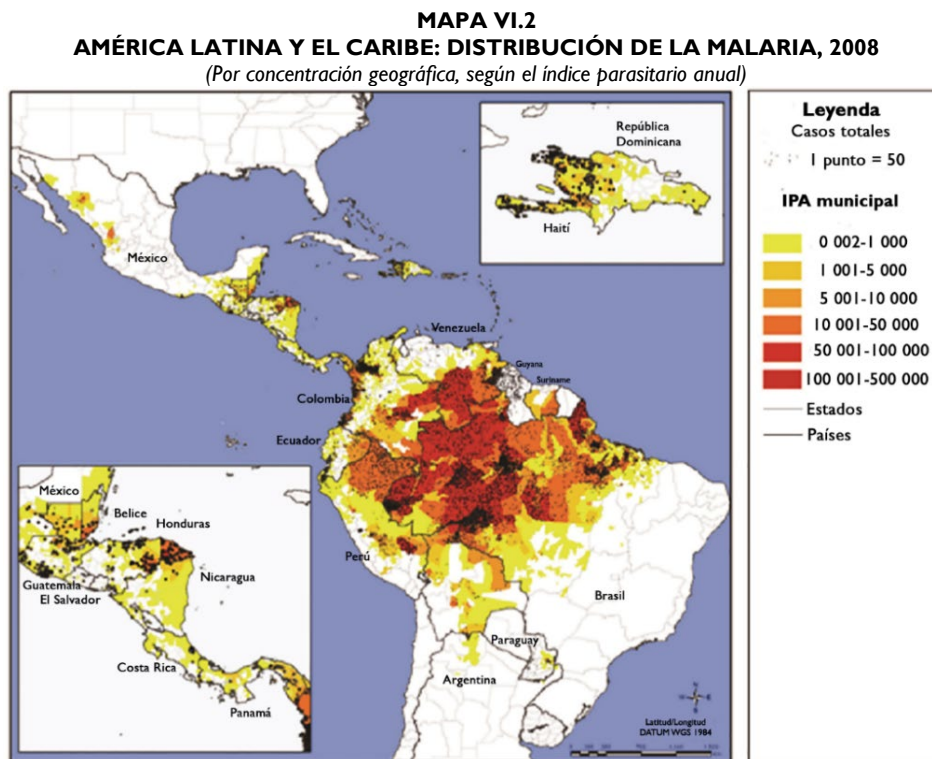 MAPA VI.2
AMÉRICA LATINA Y EL CARIBE: DISTRIBUCIÓN DE LA MALARIA, 2008
(Por concentración geográfica, según el índice parasitario anual)
República
Dominicana
Haití
México
Venezuela
Guyana
Suriname
Colombia
Ecuador
Perú
Brasil
Paraguay
Argentina
México
Belice
Honduras
Nicaragua
Guatemala
El Salvador
Costa Rica
Panamá
N
W
E
S
Latitud/Longitud
DATUM WGS 1984
Leyenda
Casos totales
1 punto = 50
IPA municipal
0 002-1 000
1 001-5 000
5 001-10 000
10 001-50 000
50 001-100 000
100 001-500 000
Estados
Países